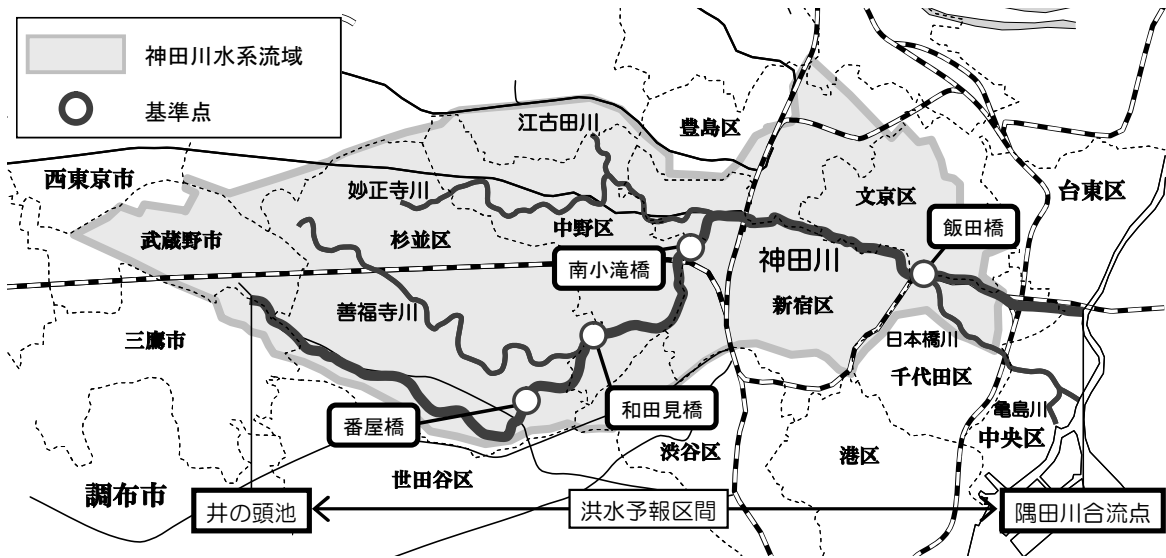 神田川水系流域
基準点
江古田川
豊島区
西東京市
妙正寺川
文京区
台東区
武蔵野市
杉並区
中野区
飯田橋
南小滝橋
神田川
新宿区
善福寺川
三鷹市
日本橋川
千代田区
番屋橋
和田見橋
亀島川
中央区
渋谷区
港区
世田谷区
調布市
井の頭池
洪水予報区間
隅田川合流点